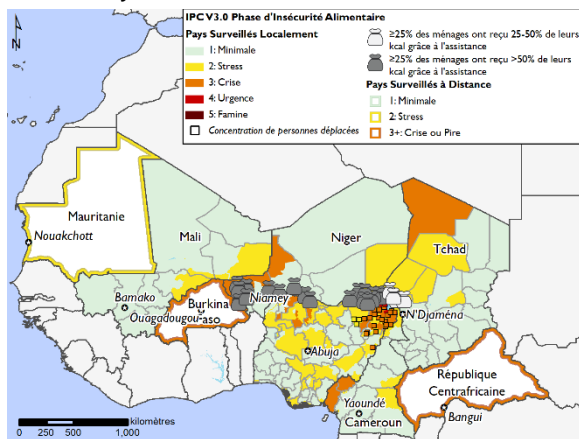 IPC V3.0 Phase d'Insécurité Alimentaire
Pays Surveillés Localement
1: Minimale
2: Stress
3: Crise
4: Urgence
5: Famine
Concentration de personnes déplacées
≥25% des ménages ont reçu 25-50% de leurs
kcal grâce à l'assistance
≥25% des ménages ont reçu >50% de leurs
kcal grâce à l'assistance
Pays Surveillés à Distance
1: Minimale
2: Stress
3+: Crise ou Pire
Mauritanie
Nouakchott
Mali
Niger
Tchad
Bamako
Burkina
Niamey
Ouagadougou
Faso
N'Djaména
Abuja
République
Centrafricaine
Yaoundé
Cameroun
Bangui
kilomètres
0 250 500 1,000